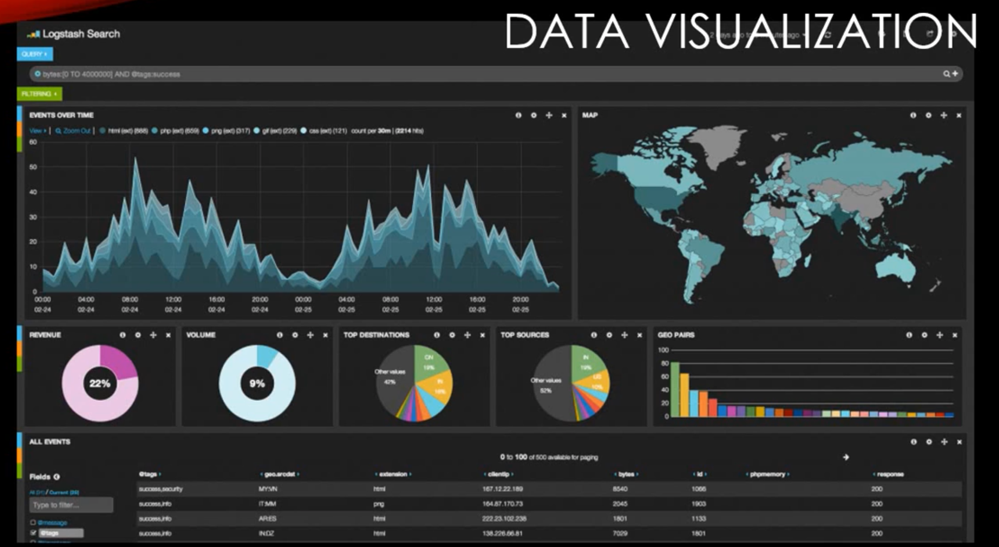 DATA VISUALIZATION
Logstash Search
QUERY
bytes:[0 TO 4000000] AND @tags:success
FILTERING
EVENTS OVER TIME
View | Zoom Out | html (ext) (888) php (ext) (659) png (ext) (317) gif (ext) (229) css (ext) (121) count per 30m | (2214 hits)
60
50
40
30
20
10
0
00:00 04:00 08:00 12:00 16:00 20:00 00:00 04:00 08:00 12:00 16:00 20:00
02-24 02-24 02-24 02-24 02-24 02-24 02-25 02-25 02-25 02-25 02-25 02-25
MAP
REVENUE
22%
VOLUME
9%
TOP DESTINATIONS
CN
19%
IN
16%
Other values
42%
TOP SOURCES
IN
19%
US
10%
Other values
52%
GEO PAIRS
100
80
60
40
20
0
ALL EVENTS
0 to 100 of 500 available for paging
Fields
All (31) / Current (26)
Type to filter...
@message
@tags
@tags geo.srcdst extension clientip bytes id phpmemory response
success,security MY:VN html 167.12.22.189 8540 1066 200
success,info IT:MM png 164.87.170.73 2045 1903 200
success,info AR:ES html 222.23.102.238 1801 1133 200
success,info IN:DZ html 138.226.66.81 7029 1801 200